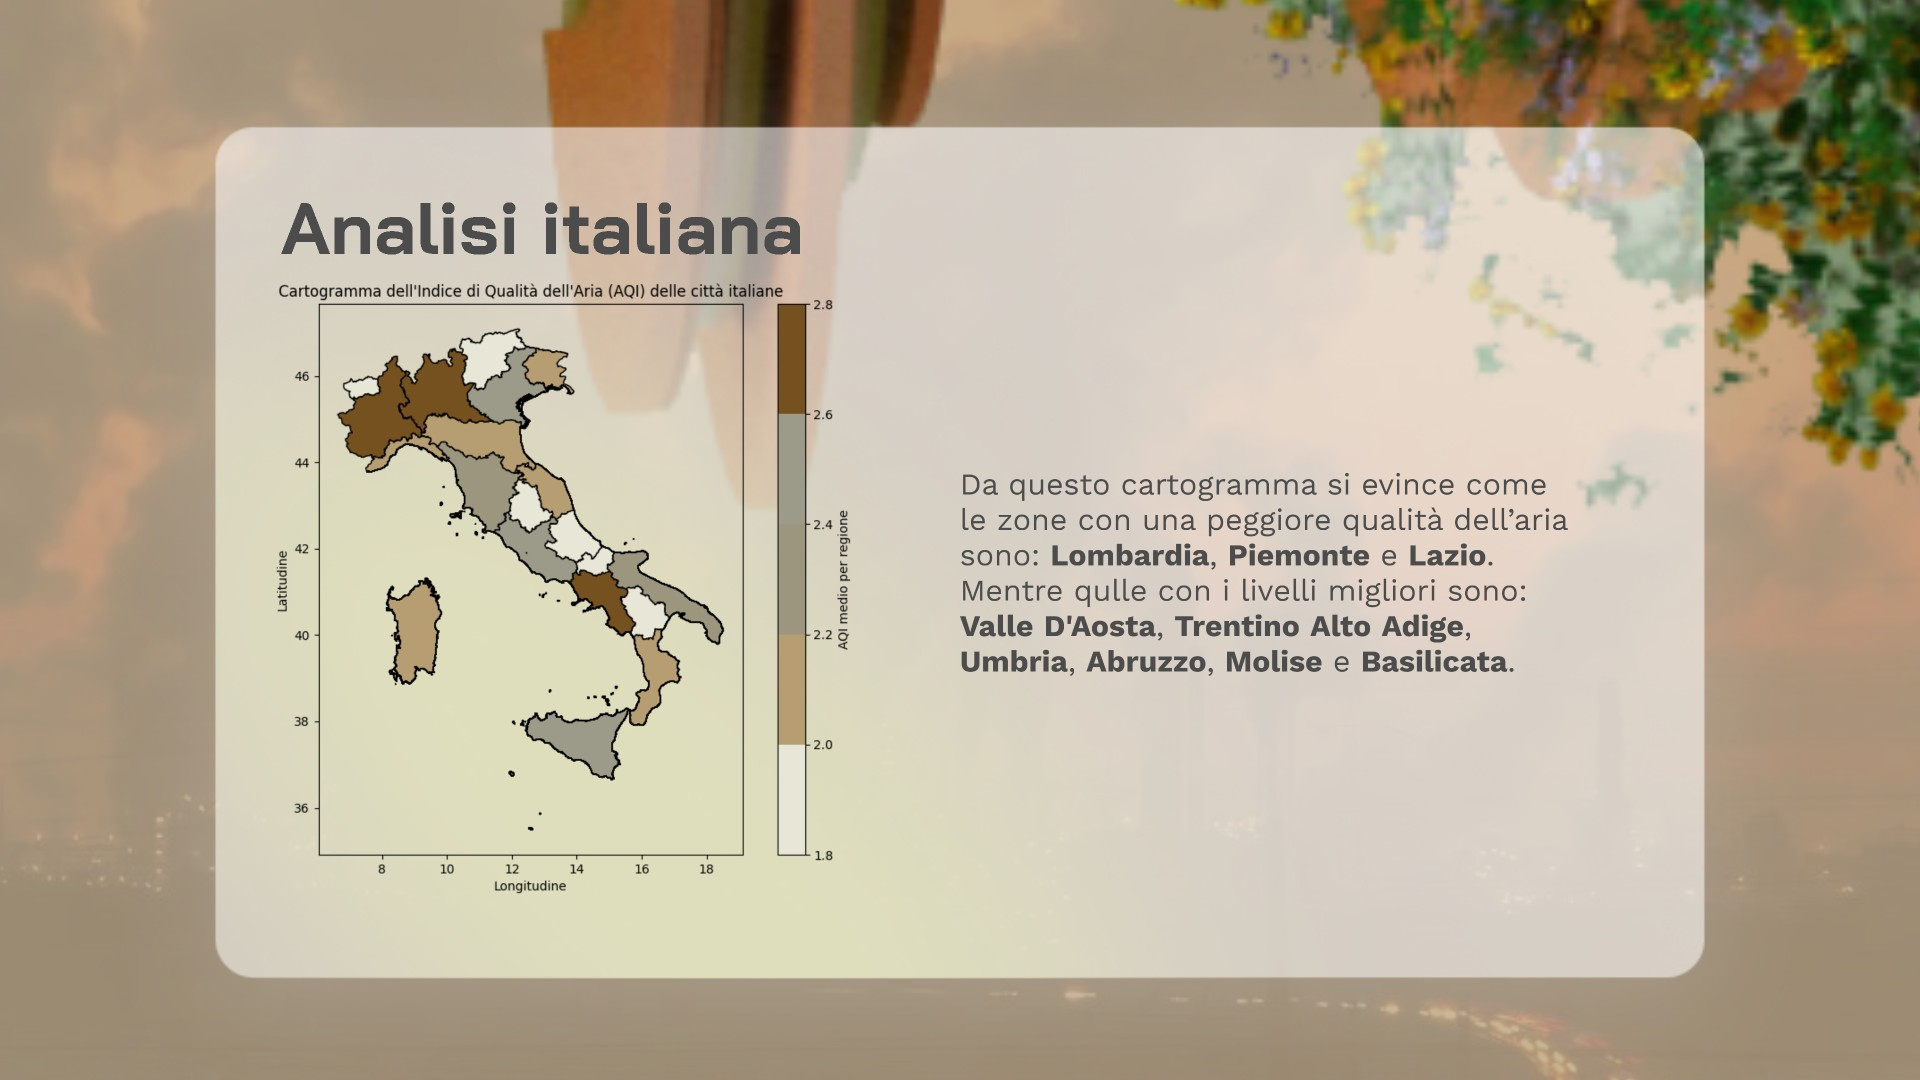 Analisi italiana
Cartogramma dell'Indice di Qualità dell'Aria (AQI) delle città italiane
46
44
42
40
38
36
Latitudine
8 10 12 14 16 18
Longitudine
2.8
2.6
2.4
2.2
2.0
1.8
AQI medio per regione
Da questo cartogramma si evince come
le zone con una peggiore qualità dell’aria
sono: Lombardia, Piemonte e Lazio.
Mentre qulle con i livelli migliori sono:
Valle D'Aosta, Trentino Alto Adige,
Umbria, Abruzzo, Molise e Basilicata.